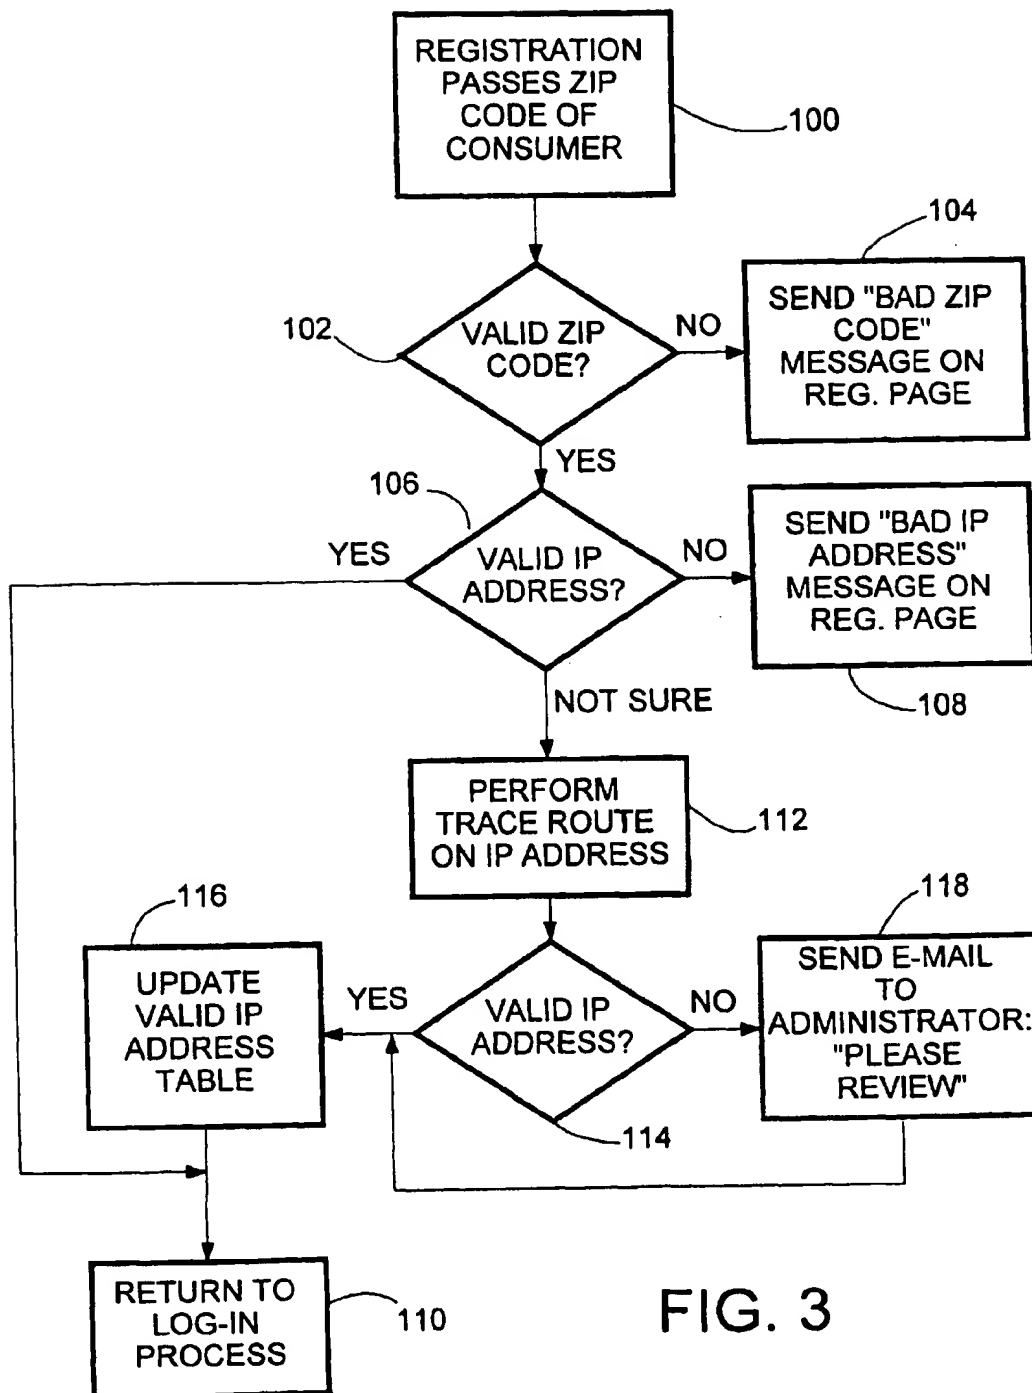 REGISTRATION
PASSES ZIP
CODE OF
CONSUMER
100
104
102
VALID ZIP
CODE?
NO
SEND "BAD ZIP
CODE"
MESSAGE ON
REG. PAGE
YES
106
YES
VALID IP
ADDRESS?
NO
SEND "BAD IP
ADDRESS"
MESSAGE ON
REG. PAGE
108
NOT SURE
PERFORM
TRACE ROUTE
ON IP ADDRESS
112
116
118
UPDATE
VALID IP
ADDRESS
TABLE
YES
VALID IP
ADDRESS?
NO
SEND E-MAIL
TO
ADMINISTRATOR:
"PLEASE
REVIEW"
114
RETURN TO
LOG-IN
PROCESS
110
FIG. 3